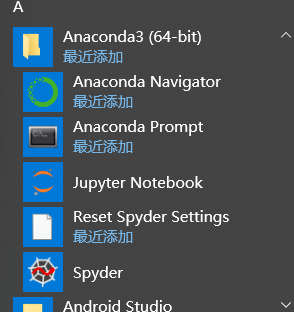 A
Anaconda3 (64-bit)
最近添加
Anaconda Navigator
最近添加
Anaconda Prompt
最近添加
Jupyter Notebook
Reset Spyder Settings
最近添加
Spyder
Android Studio